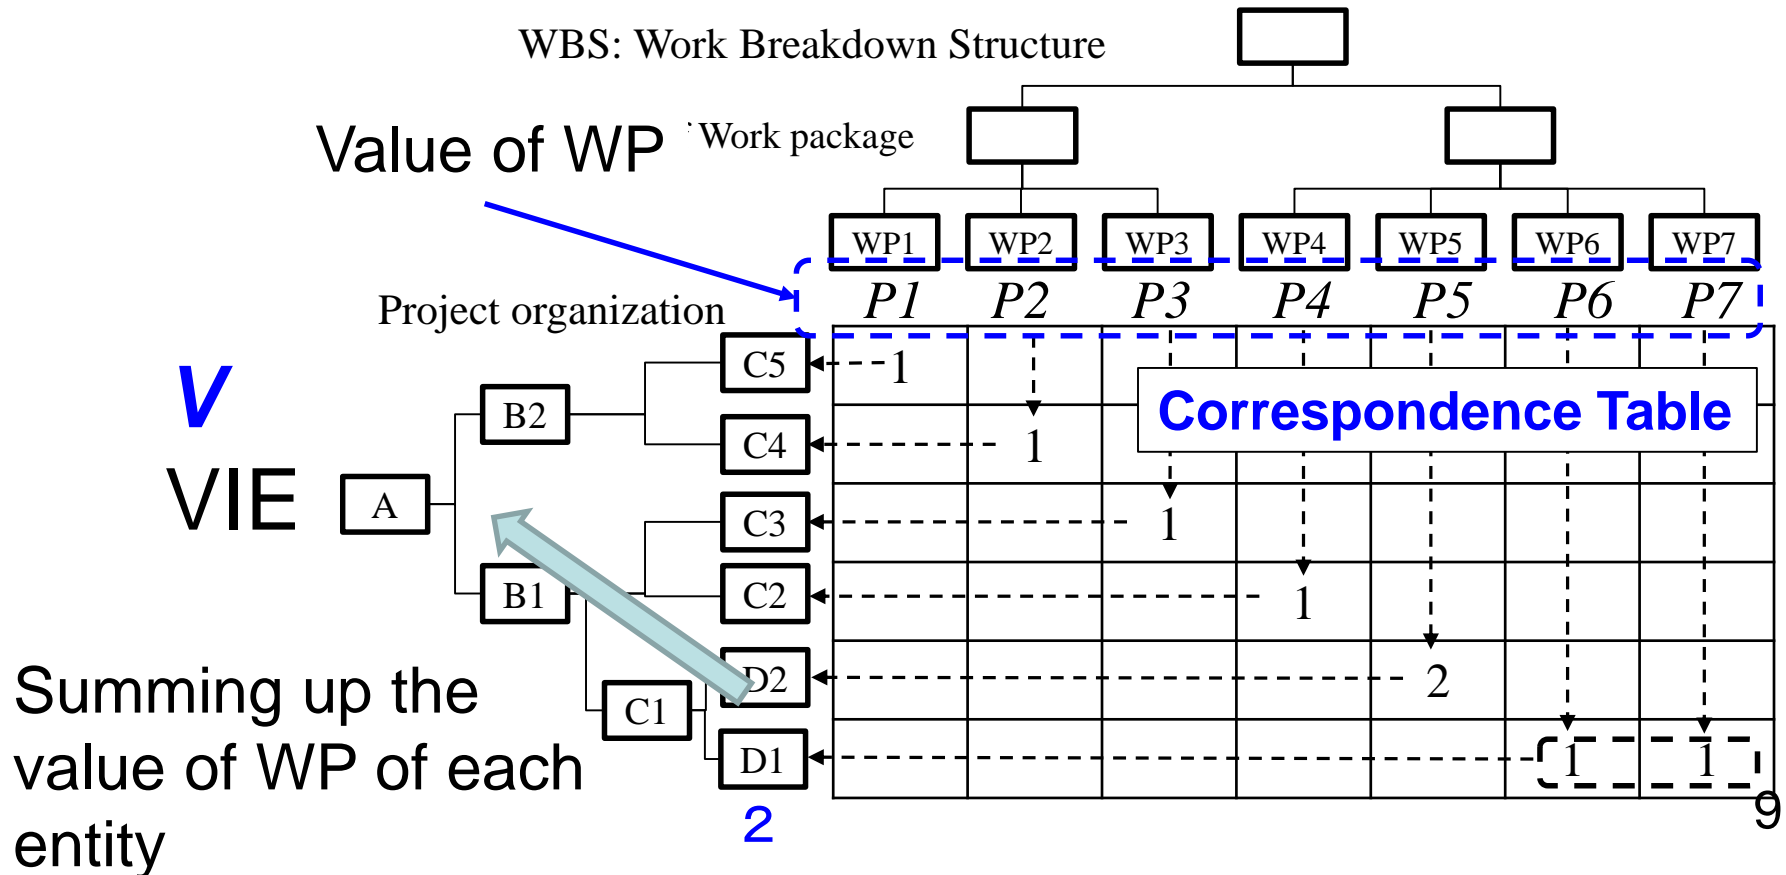 WBS: Work Breakdown Structure
Value of WP
Work package
WP1 WP2 WP3 WP4 WP5 WP6 WP7
P1 P2 P3 P4 P5 P6 P7
Project organization
C5 1
Correspondence Table
V
B2
C4 1
VIE
A
C3 1
B1
C2 1
D2 2
Summing up the
C1
value of WP of each
D1 1 1
2
9
entity